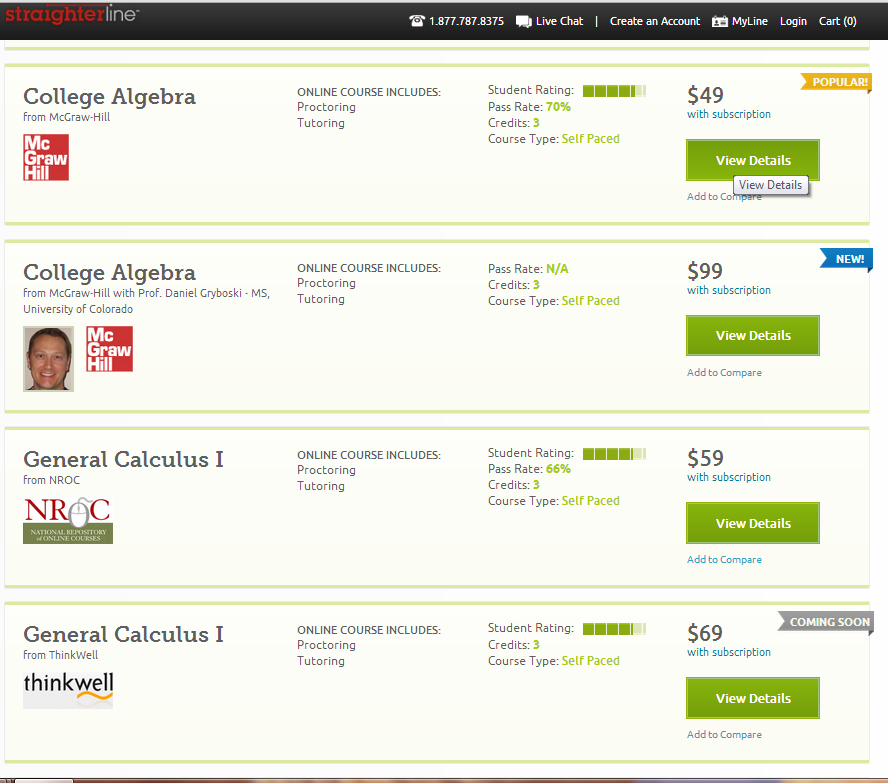 straighterline™
1.877.787.8375 Live Chat | Create an Account MyLine Login Cart (0)
POPULAR!
College Algebra
from McGraw-Hill
Mc
Graw
Hill
ONLINE COURSE INCLUDES:
Proctoring
Tutoring
Student Rating:
Pass Rate: 70%
Credits: 3
Course Type: Self Paced
$49
with subscription
View Details
View Details
Add to Compare
NEW!
College Algebra
from McGraw-Hill with Prof. Daniel Gryboski - MS,
University of Colorado
Mc
Graw
Hill
ONLINE COURSE INCLUDES:
Proctoring
Tutoring
Pass Rate: N/A
Credits: 3
Course Type: Self Paced
$99
with subscription
View Details
Add to Compare
General Calculus I
from NROC
NROC
NATIONAL REPOSITORY
of ONLINE COURSES
ONLINE COURSE INCLUDES:
Proctoring
Tutoring
Student Rating:
Pass Rate: 66%
Credits: 3
Course Type: Self Paced
$59
with subscription
View Details
Add to Compare
COMING SOON
General Calculus I
from ThinkWell
thinkwell
ONLINE COURSE INCLUDES:
Proctoring
Tutoring
Student Rating:
Credits: 3
Course Type: Self Paced
$69
with subscription
View Details
Add to Compare